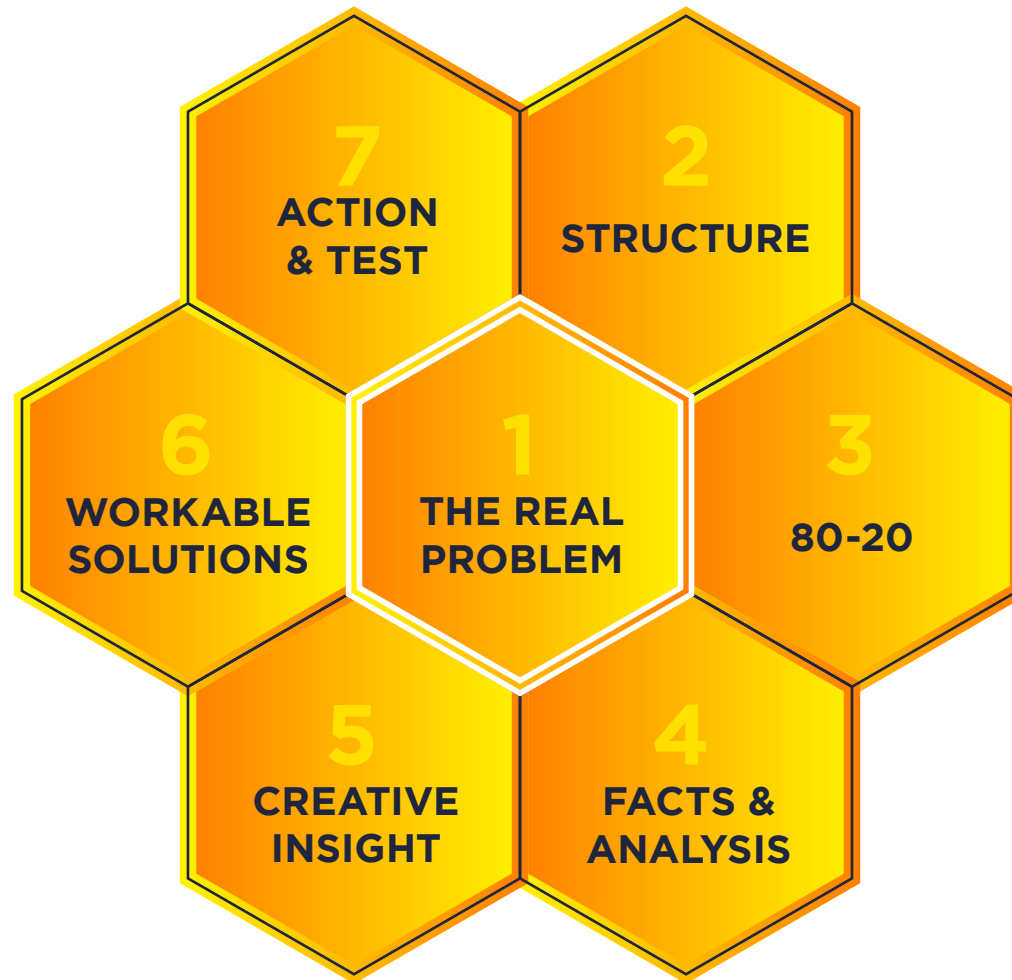 7
ACTION
& TEST
2
STRUCTURE
6
WORKABLE
SOLUTIONS
1
THE REAL
PROBLEM
3
80-20
5
CREATIVE
INSIGHT
4
FACTS &
ANALYSIS